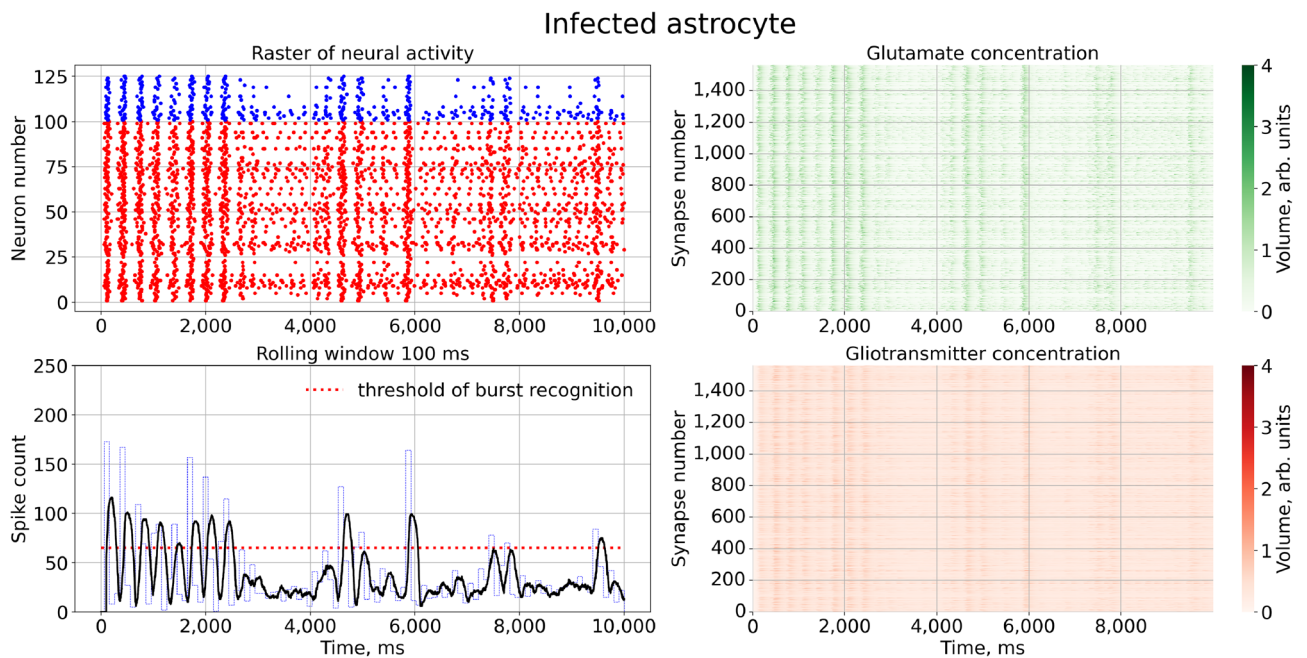 Infected astrocyte
Raster of neural activity
Neuron number
125
100
75
50
25
0
0 2,000 4,000 6,000 8,000 10,000
Glutamate concentration
Synapse number
1,400
1,200
1,000
800
600
400
200
0
0 2,000 4,000 6,000 8,000
4
3
2
1
0
Volume, arb. units
Rolling window 100 ms
threshold of burst recognition
Spike count
250
200
150
100
50
0
0 2,000 4,000 6,000 8,000 10,000
Time, ms
Gliotransmitter concentration
Synapse number
1,400
1,200
1,000
800
600
400
200
0
0 2,000 4,000 6,000 8,000
Time, ms
4
3
2
1
0
Volume, arb. units